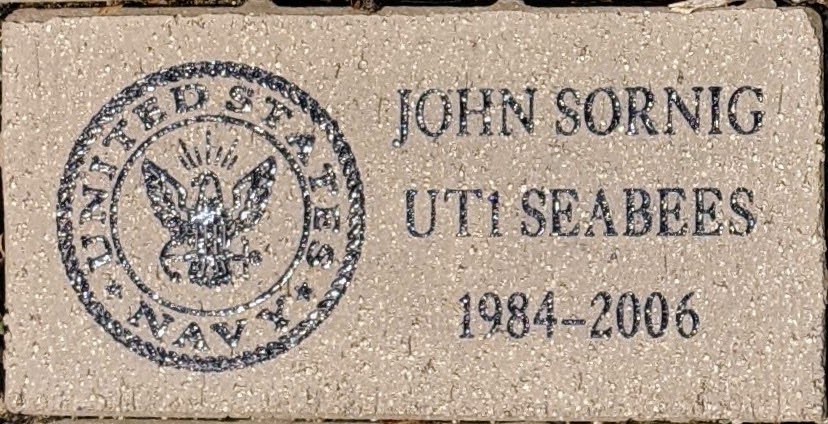 UNITED STATES
NAVY
JOHN SORNIG
UT1 SEABEES
1984-2006